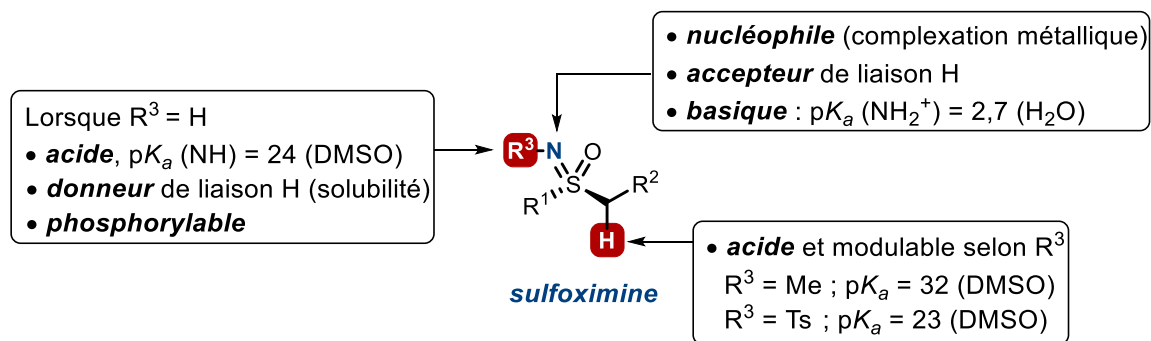 • nucléophile (complexation métallique)
• accepteur de liaison H
• basique : pKa (NH2+) = 2,7 (H2O)
Lorsque R3 = H
• acide, pKa (NH) = 24 (DMSO)
• donneur de liaison H (solubilité)
• phosphorylable
R3 N O
S
R1 R2
H
sulfoximine
• acide et modulable selon R3
R3 = Me ; pKa = 32 (DMSO)
R3 = Ts ; pKa = 23 (DMSO)